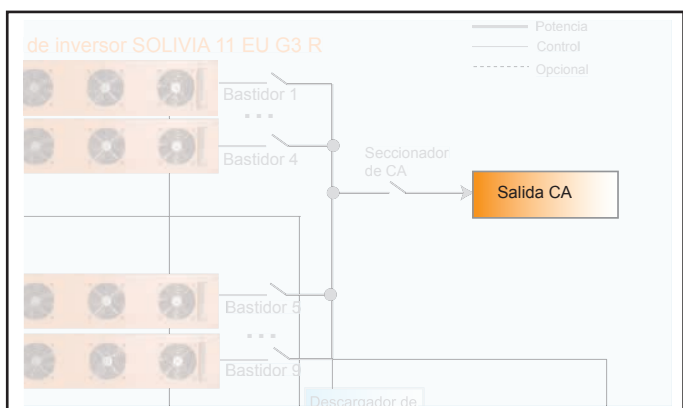 Potencia
de inversor SOLIVIA 11 EU G3 R
Control
Opcional
Bastidor 1
Bastidor 4
Seccionador
de CA
Salida CA
Bastidor 5
Bastidor 9
Descargador de